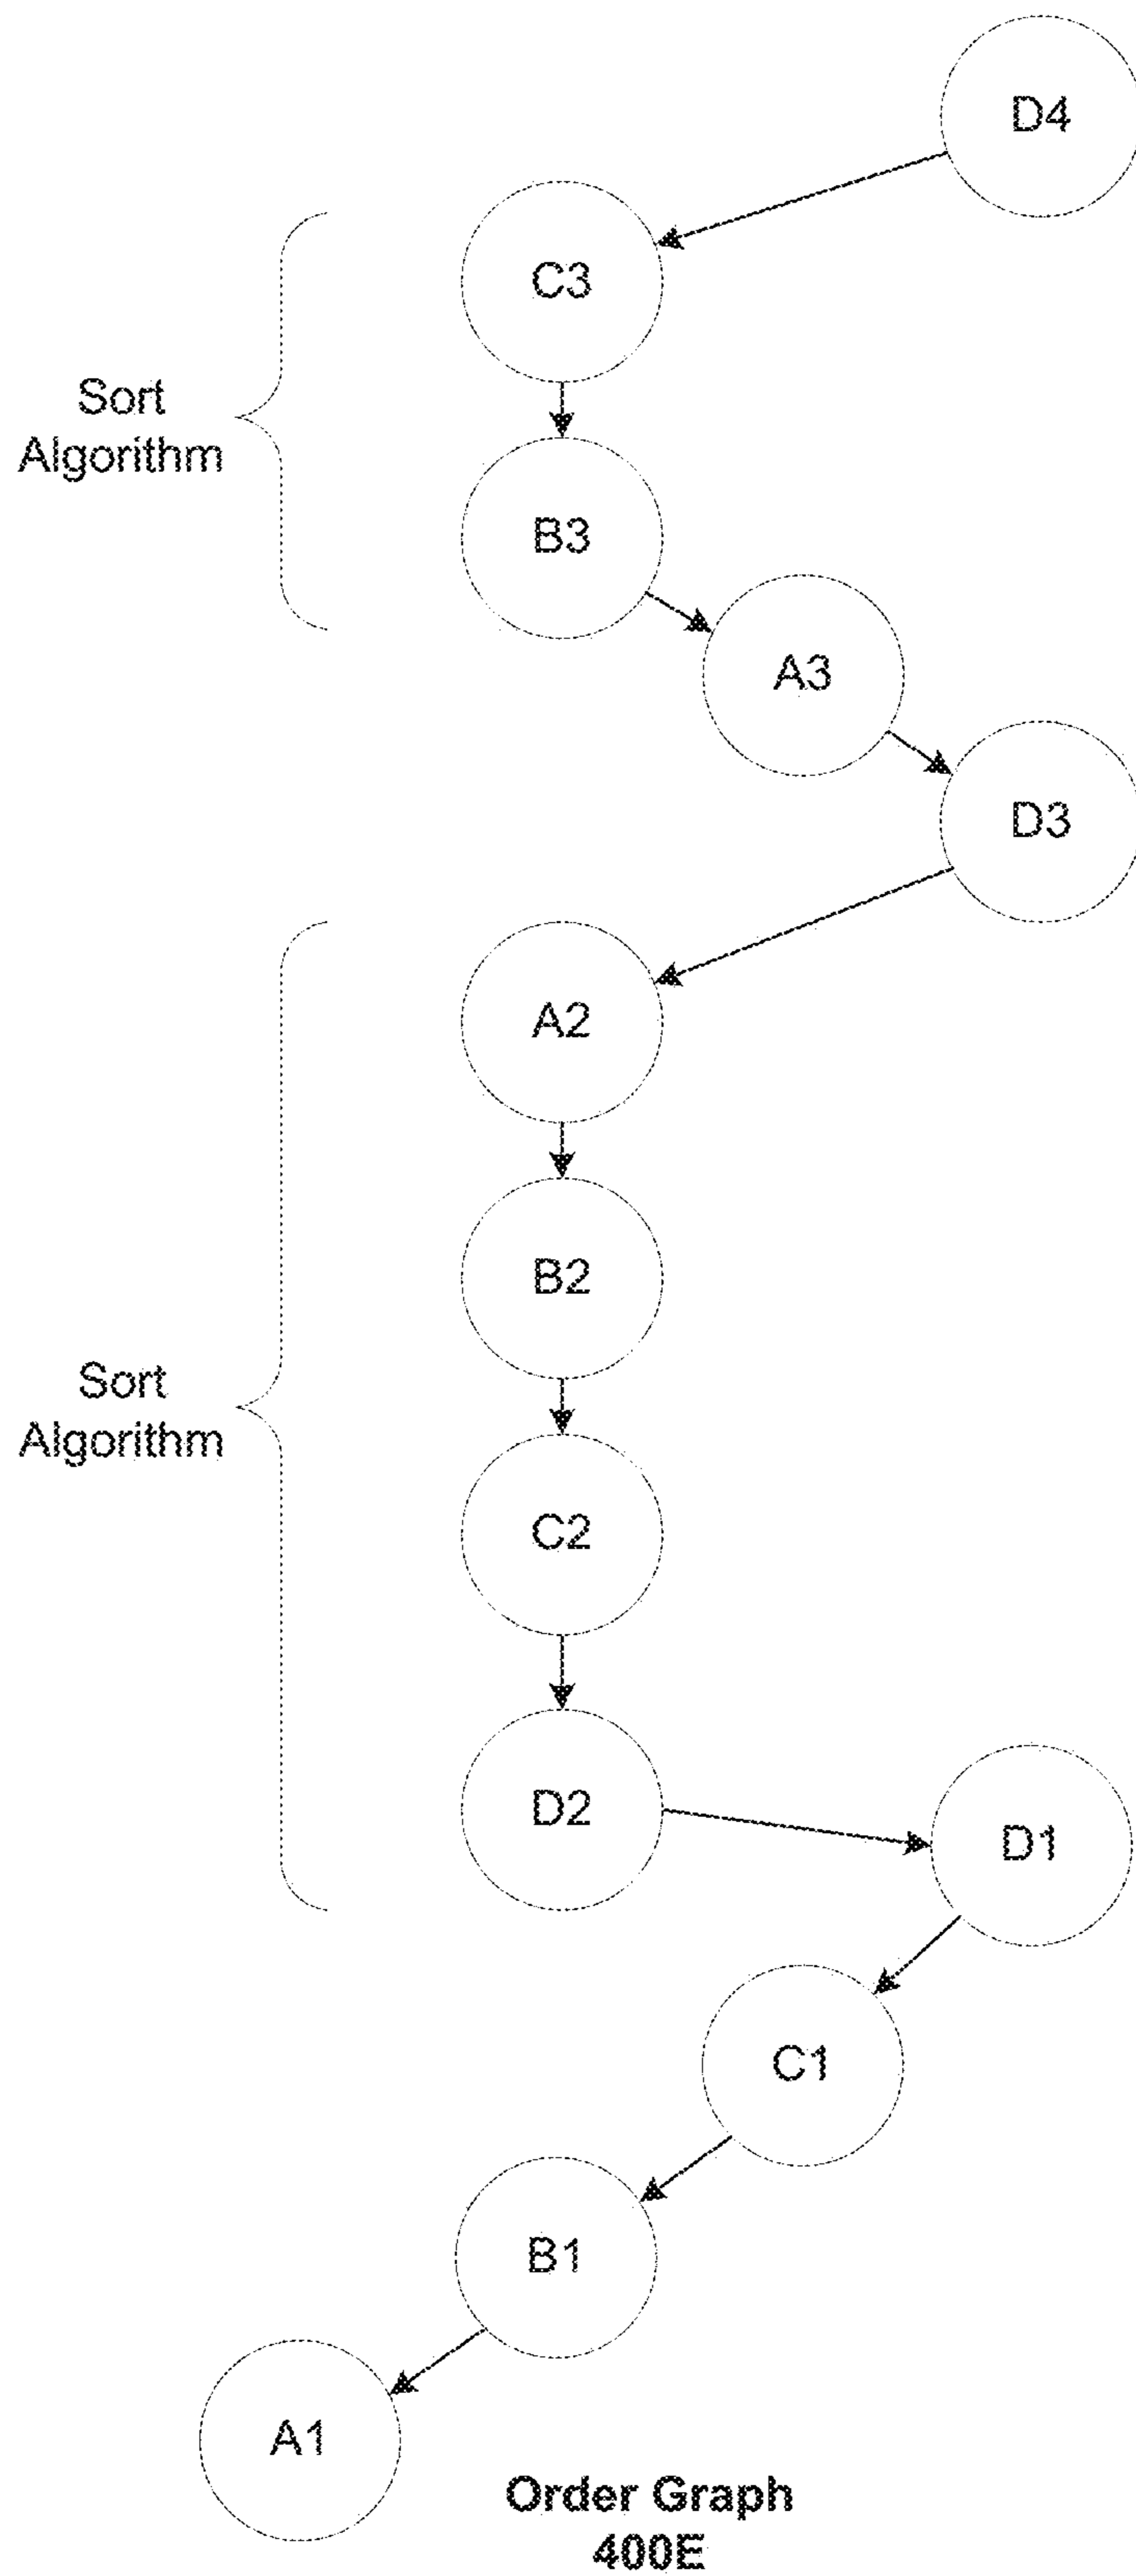 D4
C3
Sort
Algorithm
B3
A3
D3
A2
B2
Sort
Algorithm
C2
D2
D1
C1
B1
A1
Order Graph
400E